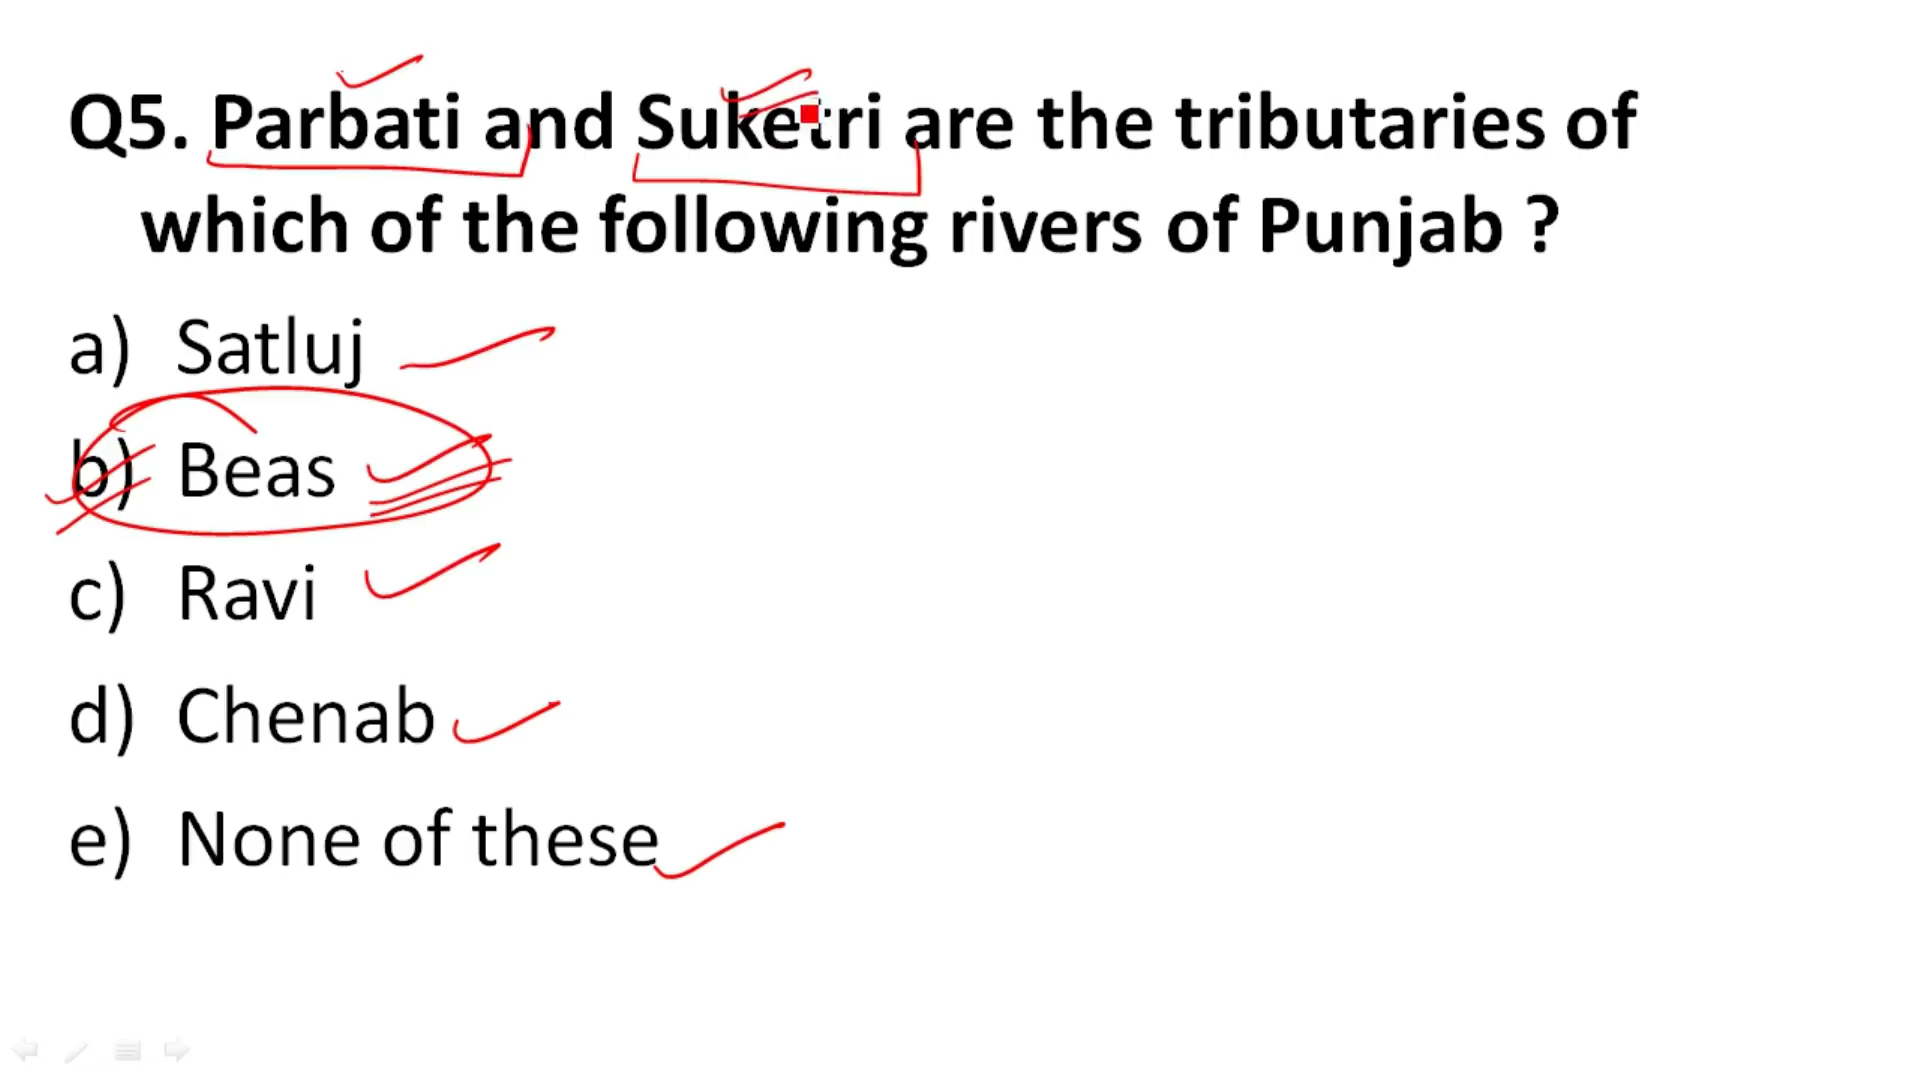 Q5. Parbati and Suketri are the tributaries of
which of the following rivers of Punjab ?
a) Satluj
b) Beas
c) Ravi
d) Chenab
e) None of these